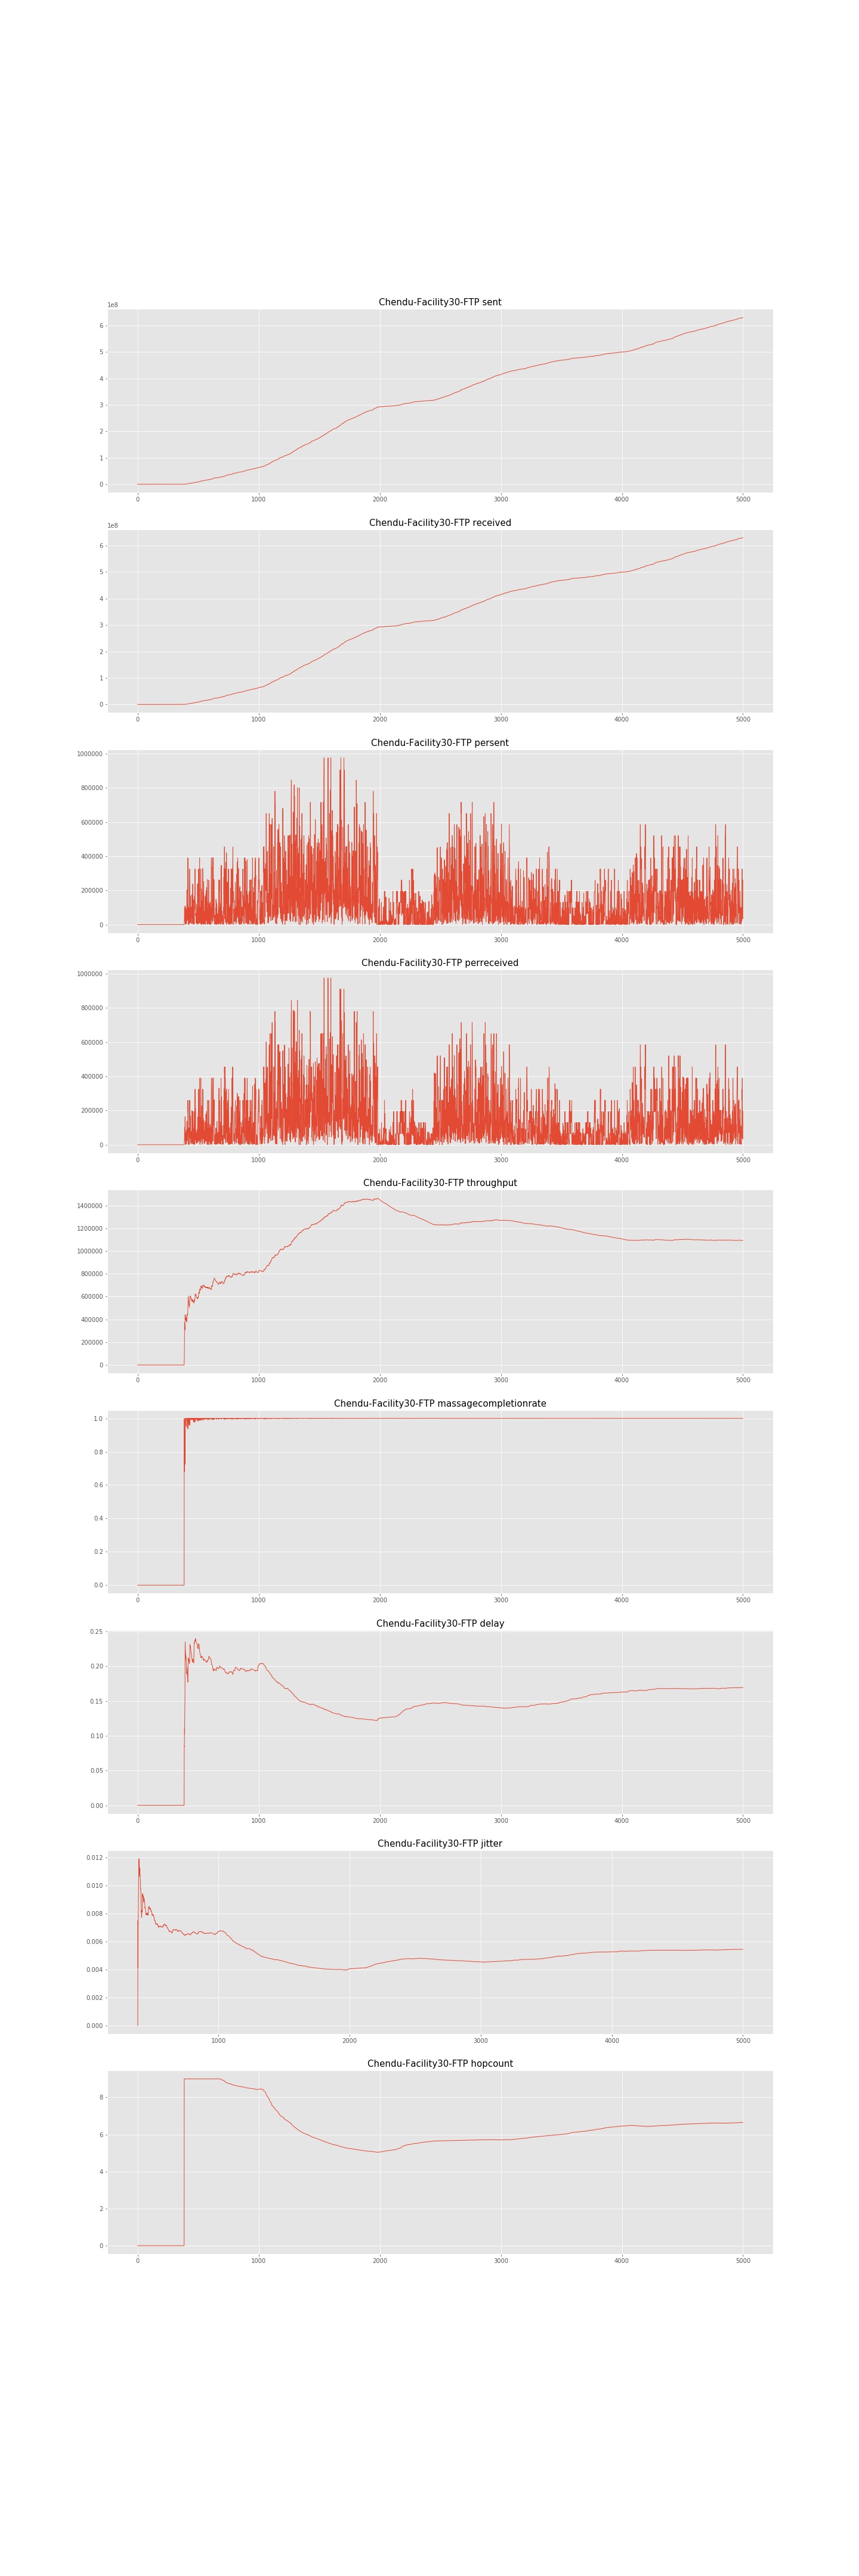 Chendu-Facility30-FTP sent
1e8
6
5
4
3
2
1
0
0 1000 2000 3000 4000 5000
Chendu-Facility30-FTP received
1e8
6
5
4
3
2
1
0
0 1000 2000 3000 4000 5000
Chendu-Facility30-FTP persent
1000000
800000
600000
400000
200000
0
0 1000 2000 3000 4000 5000
Chendu-Facility30-FTP perreceived
1000000
800000
600000
400000
200000
0
0 1000 2000 3000 4000 5000
Chendu-Facility30-FTP throughput
1400000
1200000
1000000
800000
600000
400000
200000
0
0 1000 2000 3000 4000 5000
Chendu-Facility30-FTP massagecompletionrate
1.0
0.8
0.6
0.4
0.2
0.0
0 1000 2000 3000 4000 5000
Chendu-Facility30-FTP delay
0.25
0.20
0.15
0.10
0.05
0.00
0 1000 2000 3000 4000 5000
Chendu-Facility30-FTP jitter
0.012
0.010
0.008
0.006
0.004
0.002
0.000
1000 2000 3000 4000 5000
Chendu-Facility30-FTP hopcount
8
6
4
2
0
0 1000 2000 3000 4000 5000